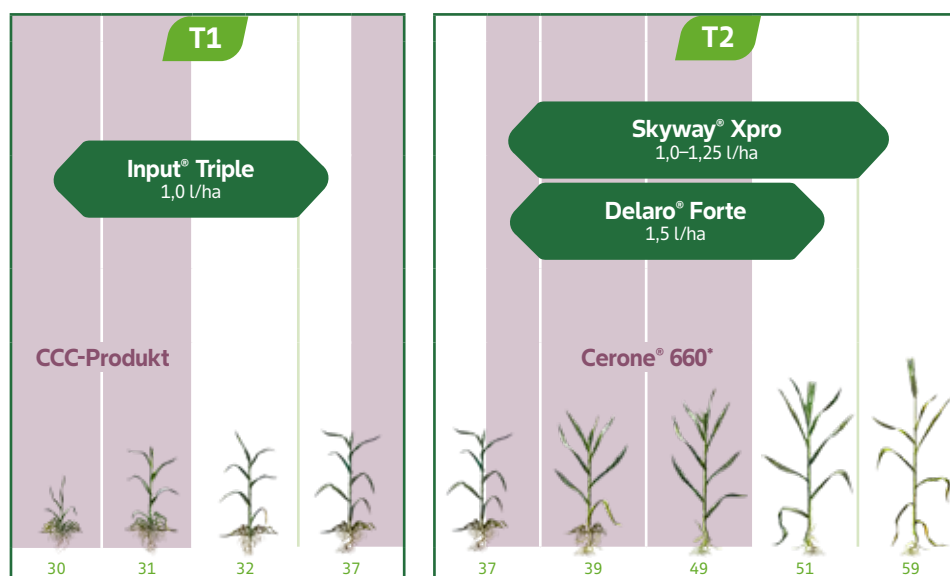 T1
Input® Triple
1,0 l/ha
CCC-Produkt
30 31 32 37
T2
Skyway® Xpro
1,0–1,25 l/ha
Delaro® Forte
1,5 l/ha
Cerone® 660*
37 39 49 51 59